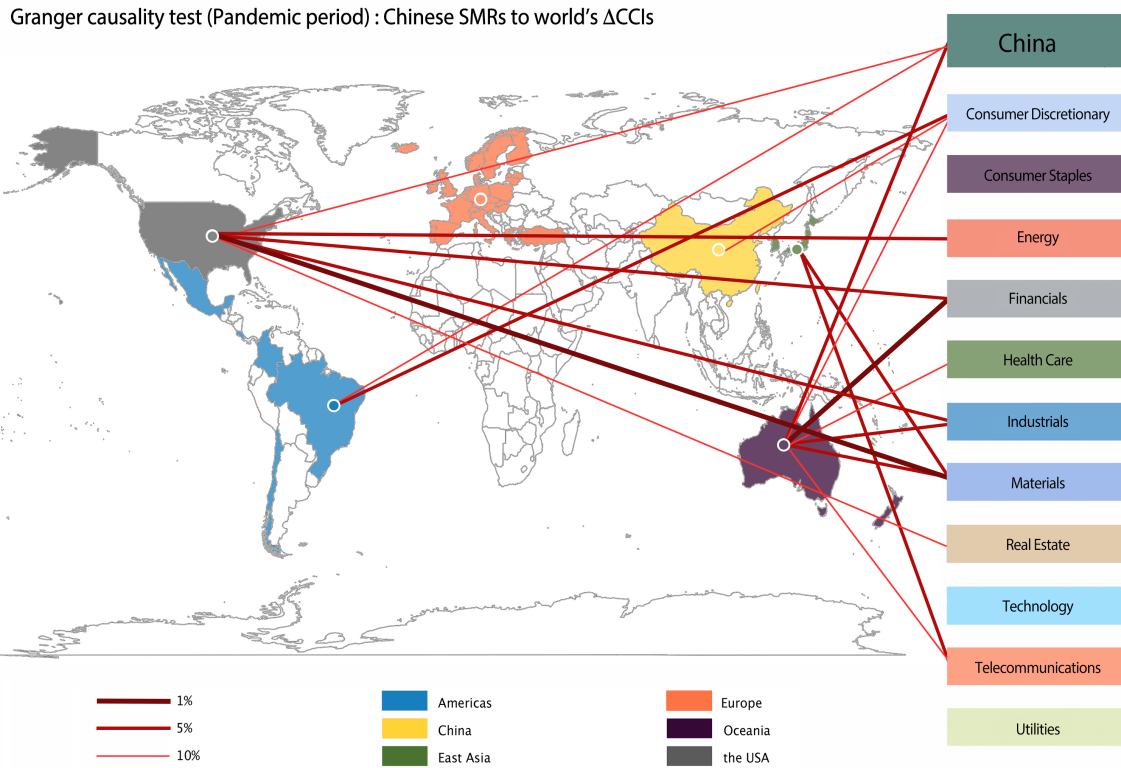 Granger causality test (Pandemic period) : Chinese SMRs to world's ΔCCIs
China
Consumer Discretionary
Consumer Staples
Energy
Financials
Health Care
Industrials
Materials
Real Estate
Technology
Telecommunications
Utilities
1%
5%
10%
Americas
China
East Asia
Europe
Oceania
the USA